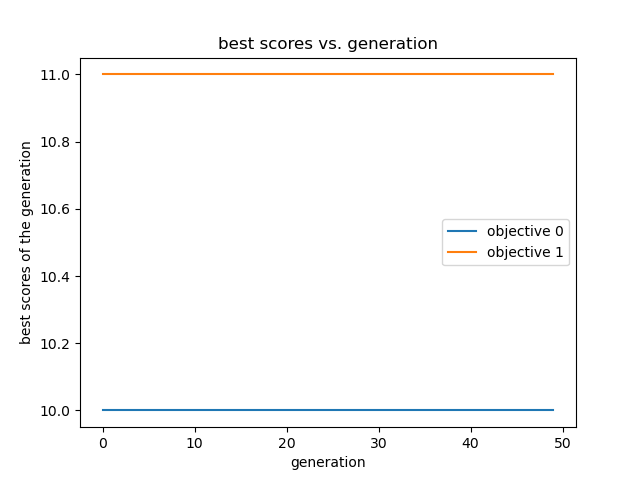 best scores vs. generation
best scores of the generation
11.0
10.8
10.6
10.4
10.2
10.0
objective 0
objective 1
0 10 20 30 40 50
generation